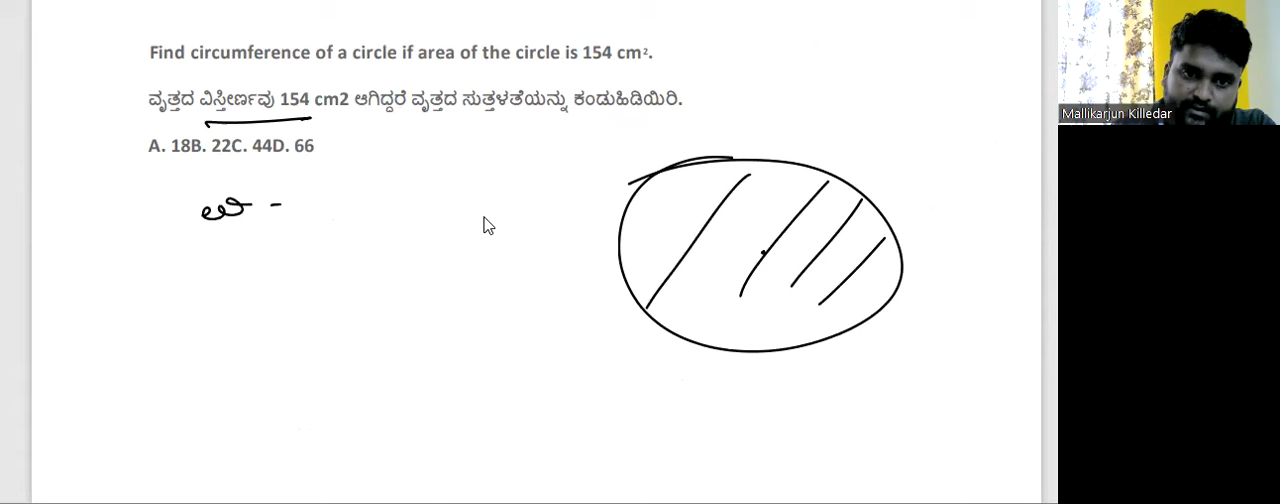 Find circumference of a circle if area of the circle is 154 cm².
ವೃತ್ತದ ವಿಸ್ತೀರ್ಣವು 154 cm2 ಆಗಿದ್ದರೆ ವೃತ್ತದ ಸುತ್ತಳತೆಯನ್ನು ಕಂಡುಹಿಡಿಯಿರಿ.
A. 18B. 22C. 44D. 66
Mallikarjun Killedar